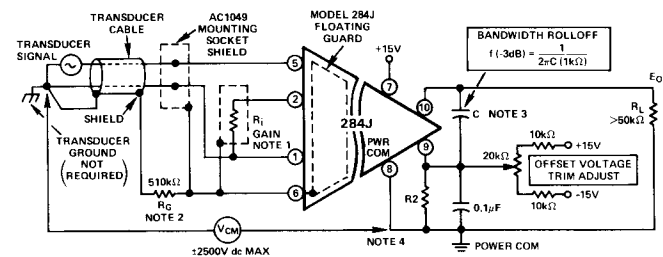 TRANSDUCER CABLE
TRANSDUCER SIGNAL
AC1049 MOUNTING SOCKET SHIELD
MODEL 284J FLOATING GUARD
BANDWIDTH ROLLOFF
f (-3dB) = 1 / 2πC (1kΩ)
+15V
5
2
1
6
7
10
9
8
284J
PWR COM
Ri
GAIN
NOTE 1
SHIELD
TRANSDUCER GROUND
(NOT REQUIRED)
510kΩ
RG
NOTE 2
VCM
±2500V dc MAX
NOTE 4
R2
0.1μF
C
NOTE 3
EO
RL
>50kΩ
10kΩ
+15V
20kΩ
OFFSET VOLTAGE TRIM ADJUST
10kΩ
-15V
POWER COM